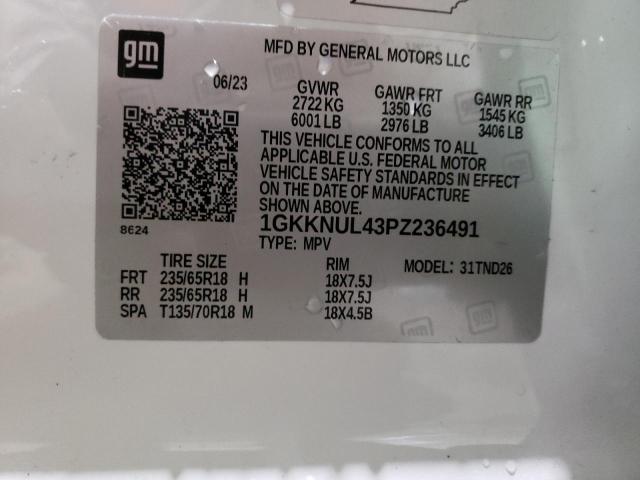 gm
MFD BY GENERAL MOTORS LLC
06/23
GVWR GAWR FRT GAWR RR
2722 KG 1350 KG 1545 KG
6001 LB 2976 LB 3406 LB
THIS VEHICLE CONFORMS TO ALL
APPLICABLE U.S. FEDERAL MOTOR
VEHICLE SAFETY STANDARDS IN EFFECT
ON THE DATE OF MANUFACTURE
SHOWN ABOVE.
8624
1GKKNUL43PZ236491
TYPE: MPV
TIRE SIZE RIM MODEL: 31TND26
FRT 235/65R18 H 18X7.5J
RR 235/65R18 H 18X7.5J
SPA T135/70R18 M 18X4.5B
gm